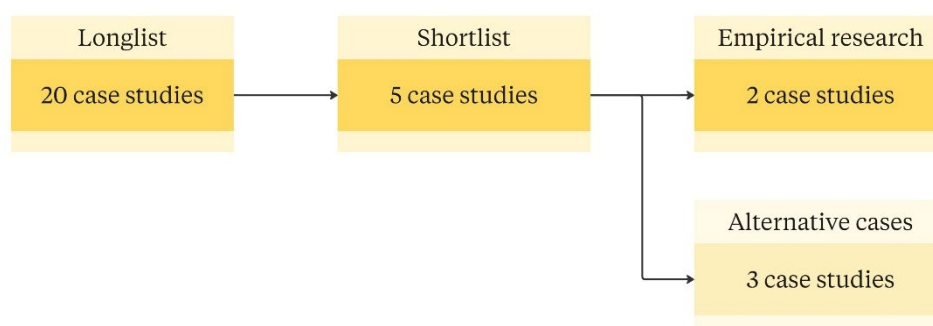 Longlist
20 case studies
Shortlist
5 case studies
Empirical research
2 case studies
Alternative cases
3 case studies